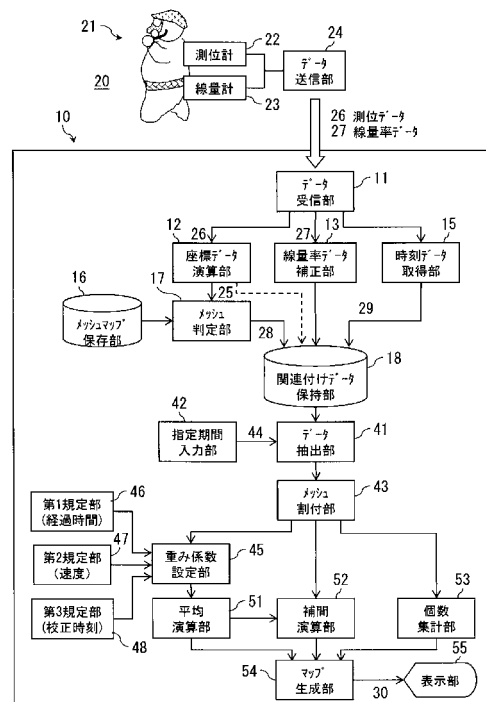 21
22
24
測位計
データ
送信部
20
線量計
23
26 測位データ
27 線量率データ
10
データ
受信部
11
12
26
27
13
15
座標データ
演算部
線量率データ
補正部
時刻データ
取得部
16
17
25
29
メッシュマップ
保存部
メッシュ
判定部
28
18
関連付けデータ
保持部
42
指定期間
入力部
44
41
データ
抽出部
46
43
メッシュ
割付部
第1規定部
(経過時間)
47
45
第2規定部
(速度)
重み係数
設定部
51
52
53
第3規定部
(校正時刻)
48
平均
演算部
補間
演算部
個数
集計部
54
55
マップ
生成部
30
表示部